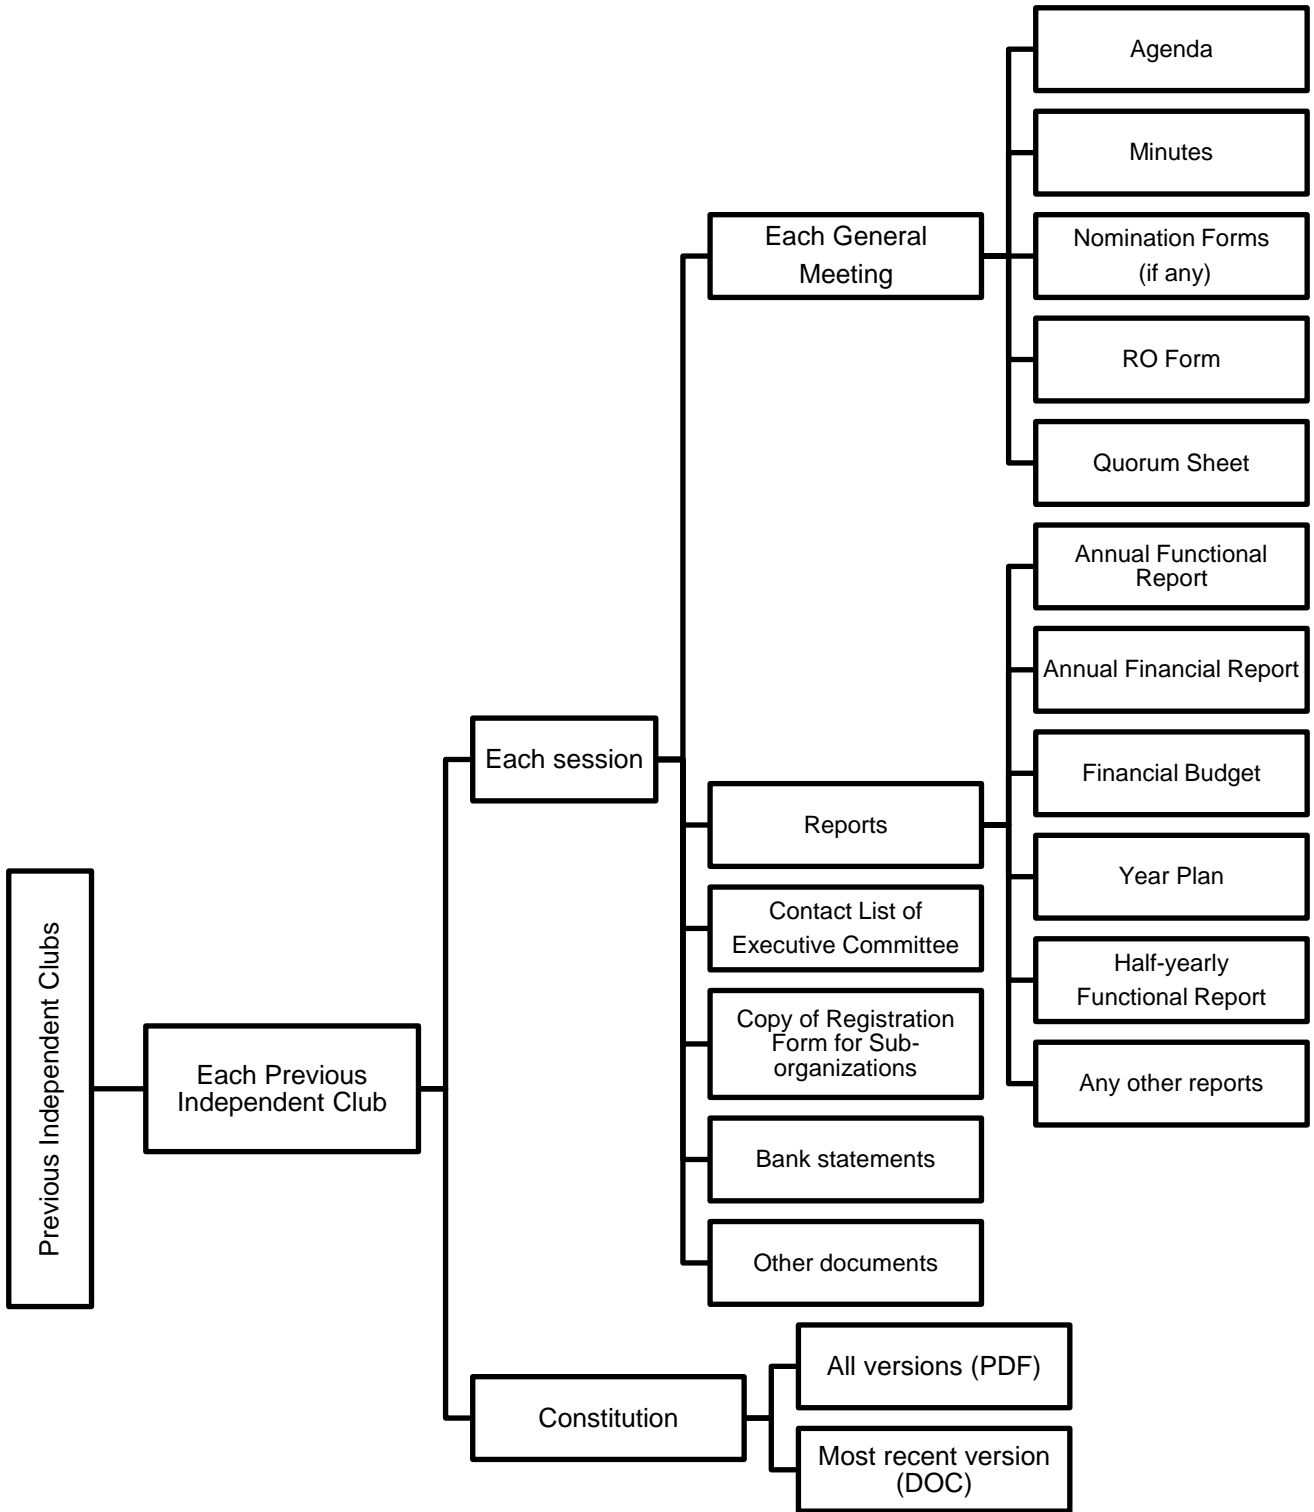 Agenda
Minutes
Each General
Meeting
Nomination Forms
(if any)
RO Form
Quorum Sheet
Annual Functional
Report
Annual Financial Report
Each session
Financial Budget
Reports
Year Plan
Contact List of
Executive Committee
Half-yearly
Functional Report
Copy of Registration
Form for Sub-
organizations
Any other reports
Previous Independent Clubs
Each Previous
Independent Club
Bank statements
Other documents
All versions (PDF)
Constitution
Most recent version
(DOC)